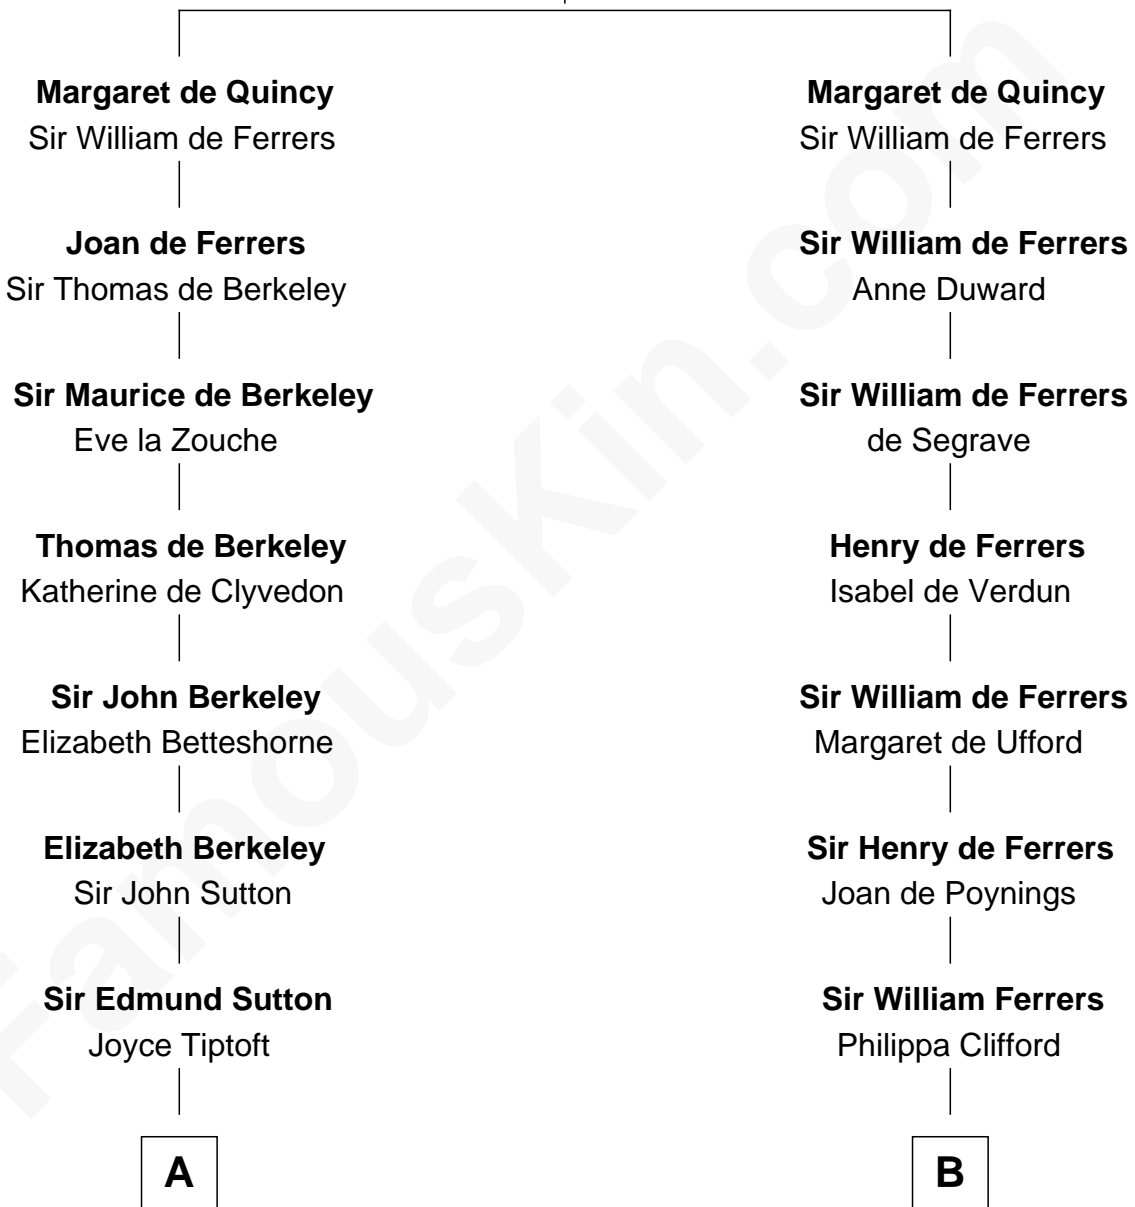 Margaret de Quincy
Sir William de Ferrers
Margaret de Quincy
Sir William de Ferrers
Joan de Ferrers
Sir Thomas de Berkeley
Sir William de Ferrers
Anne Duward
Sir Maurice de Berkeley
Eve la Zouche
Sir William de Ferrers
de Segrave
Thomas de Berkeley
Katherine de Clyvedon
Henry de Ferrers
Isabel de Verdun
Sir John Berkeley
Elizabeth Betteshorne
Sir William de Ferrers
Margaret de Ufford
Elizabeth Berkeley
Sir John Sutton
Sir Henry de Ferrers
Joan de Poynings
Sir Edmund Sutton
Joyce Tiptoft
Sir William Ferrers
Philippa Clifford
A
B
FamousKin.com